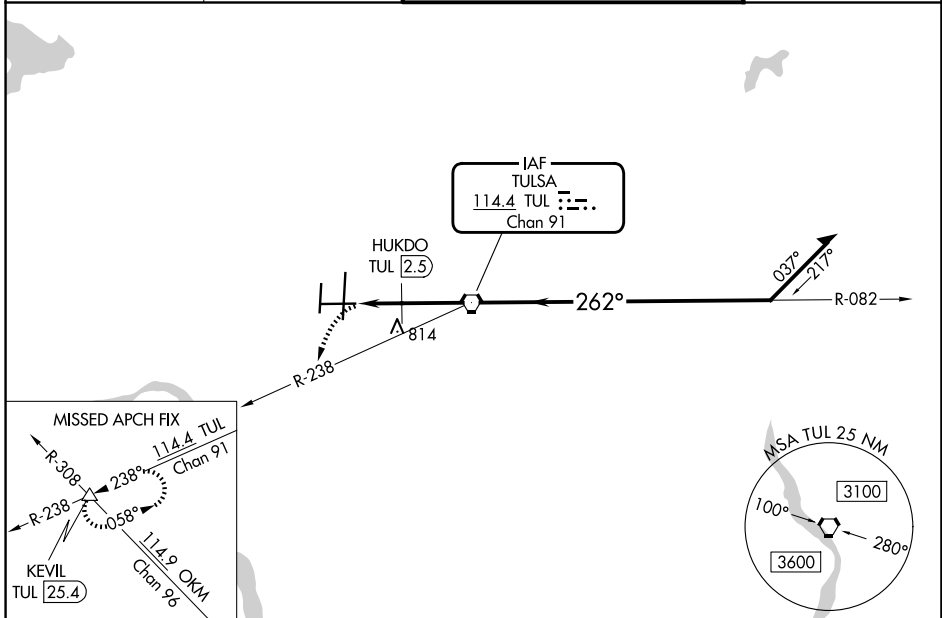 IAF
TULSA
114.4 TUL
Chan 91
HUKDO
TUL 2.5
814
262°
037°
217°
R-082
R-238
MISSED APCH FIX
114.4 TUL
Chan 91
R-308
238°
R-238
058°
114.9 OKM
Chan 96
KEVIL
TUL 25.4
MSA TUL 25 NM
3100
100°
280°
3600